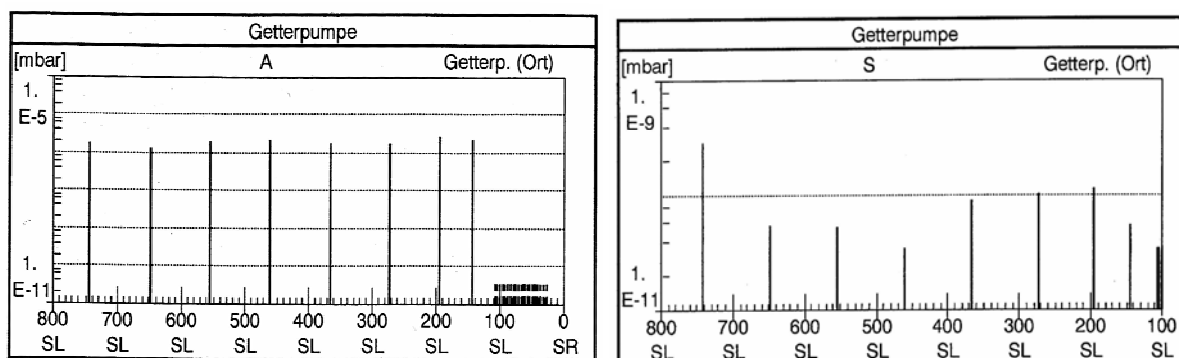 Getterpumpe
[mbar] A Getterp. (Ort)
1.
E-5
1.
E-11
800 700 600 500 400 300 200 100 0
SL SL SL SL SL SL SL SL SR
Getterpumpe
[mbar] S Getterp. (Ort)
1.
E-9
1.
E-11
800 700 600 500 400 300 200 100
SL SL SL SL SL SL SL SL